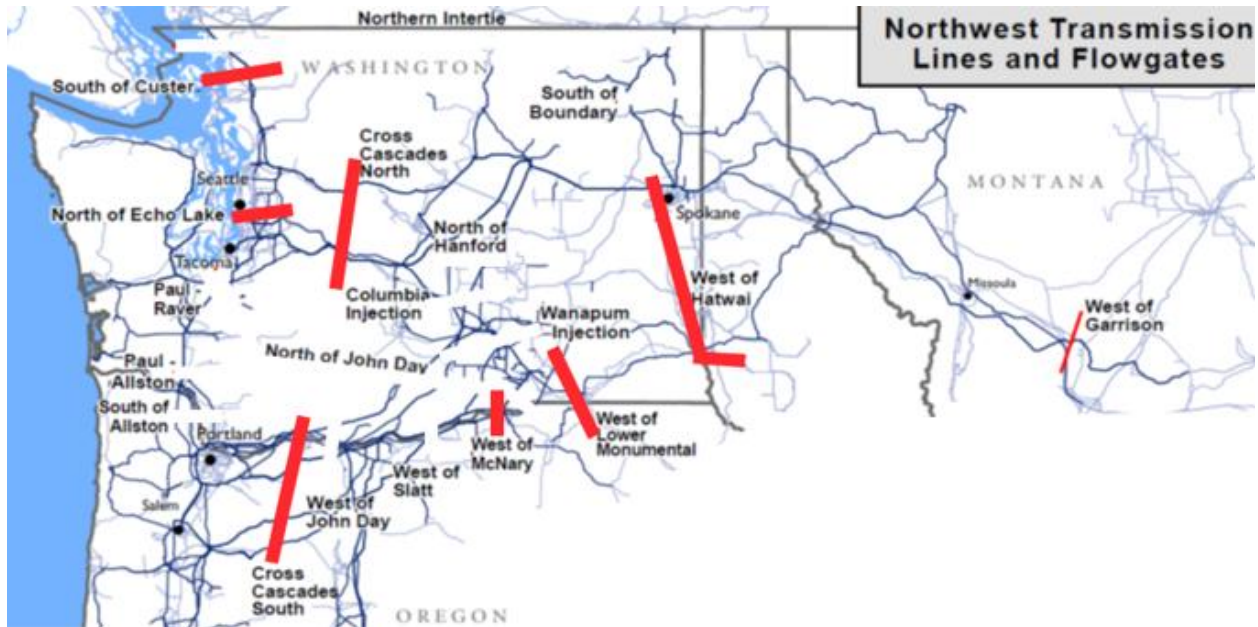 Northern Intertie
Northwest Transmission
Lines and Flowgates
WASHINGTON
South of Custer
South of
Boundary
Cross
Cascades
North
Seattle
MONTANA
North of Echo Lake
Spokane
North of
Hanford
Tacoma
Paul -
Raver
Columbia
Injection
West of
Hatwai
Missoula
Wanapum
Injection
West of
Garrison
North of John Day
Paul -
Allston
South of
Allston
Portland
West of
Lower
Monumental
West of
McNary
West of
Slatt
Salem
West of
John Day
Cross
Cascades
South
OREGON